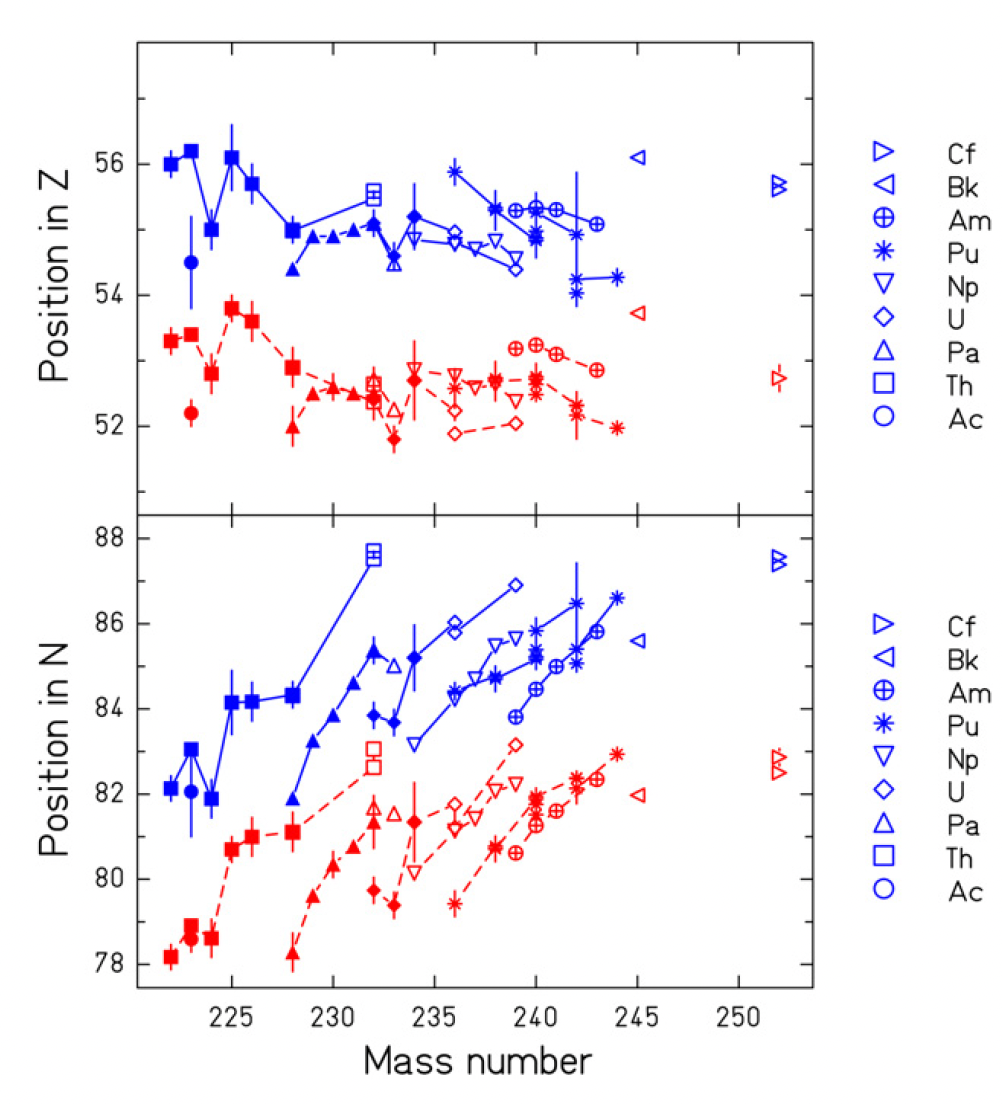 Position in Z
56
54
52
Cf
Bk
Am
Pu
Np
U
Pa
Th
Ac
Position in N
88
86
84
82
80
78
Cf
Bk
Am
Pu
Np
U
Pa
Th
Ac
225 230 235 240 245 250
Mass number